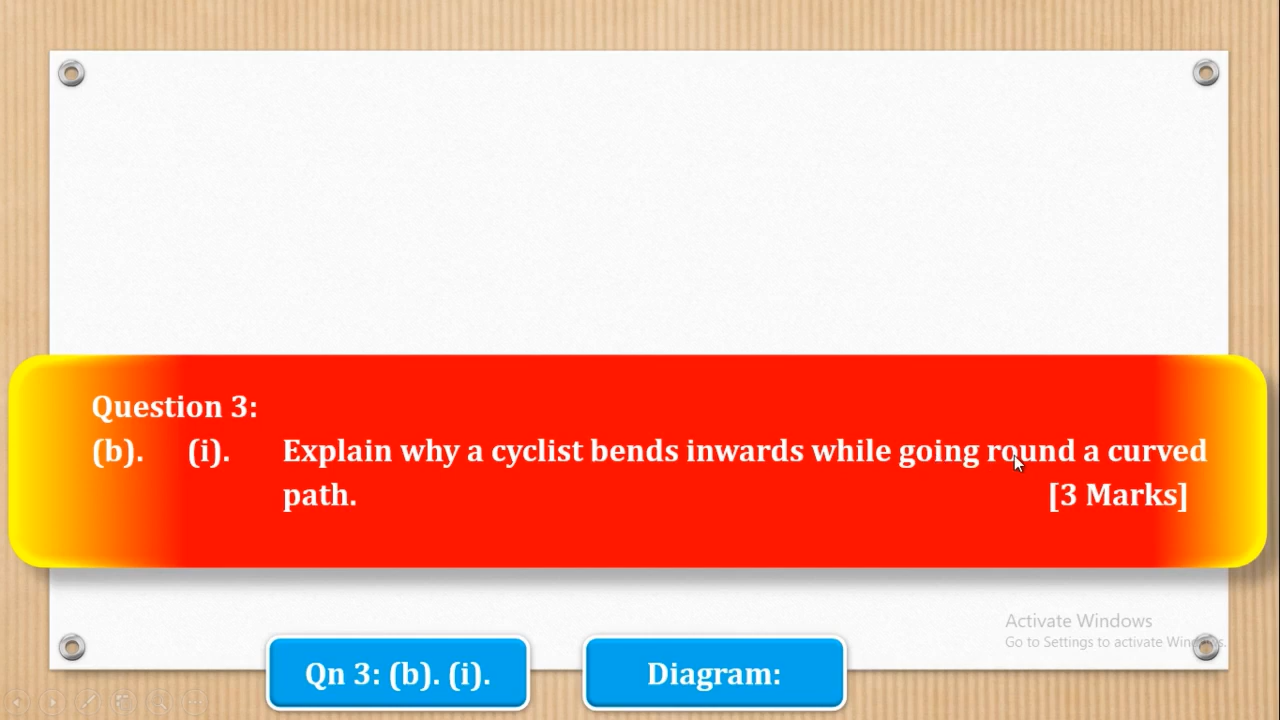 Question 3:
(b). (i). Explain why a cyclist bends inwards while going round a curved
path. [3 Marks]
Activate Windows
Go to Settings to activate Windows.
Qn 3: (b). (i). Diagram: